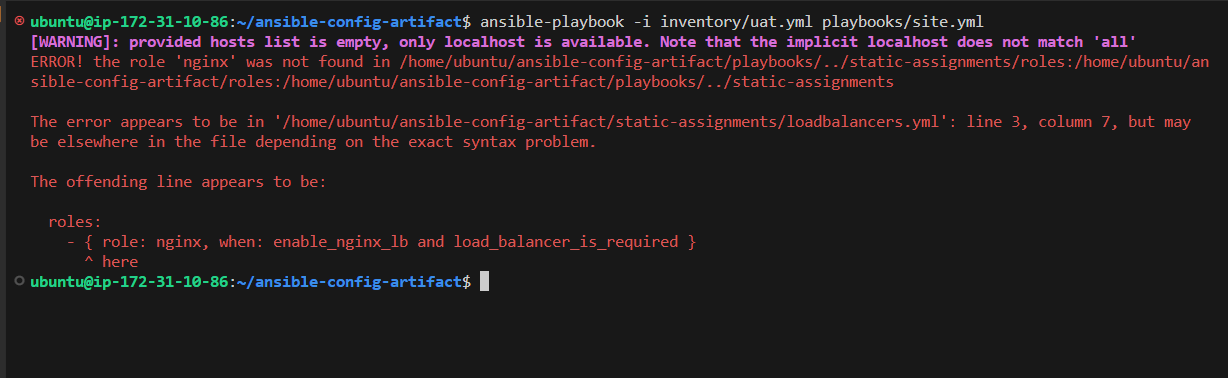 ubuntu@ip-172-31-10-86:~/ansible-config-artifact$ ansible-playbook -i inventory/uat.yml playbooks/site.yml
[WARNING]: provided hosts list is empty, only localhost is available. Note that the implicit localhost does not match 'all'
ERROR! the role 'nginx' was not found in /home/ubuntu/ansible-config-artifact/playbooks/../static-assignments/roles:/home/ubuntu/an
sible-config-artifact/roles:/home/ubuntu/ansible-config-artifact/playbooks/../static-assignments
The error appears to be in '/home/ubuntu/ansible-config-artifact/static-assignments/loadbalancers.yml': line 3, column 7, but may
be elsewhere in the file depending on the exact syntax problem.
The offending line appears to be:
roles:
- { role: nginx, when: enable_nginx_lb and load_balancer_is_required }
^ here
ubuntu@ip-172-31-10-86:~/ansible-config-artifact$